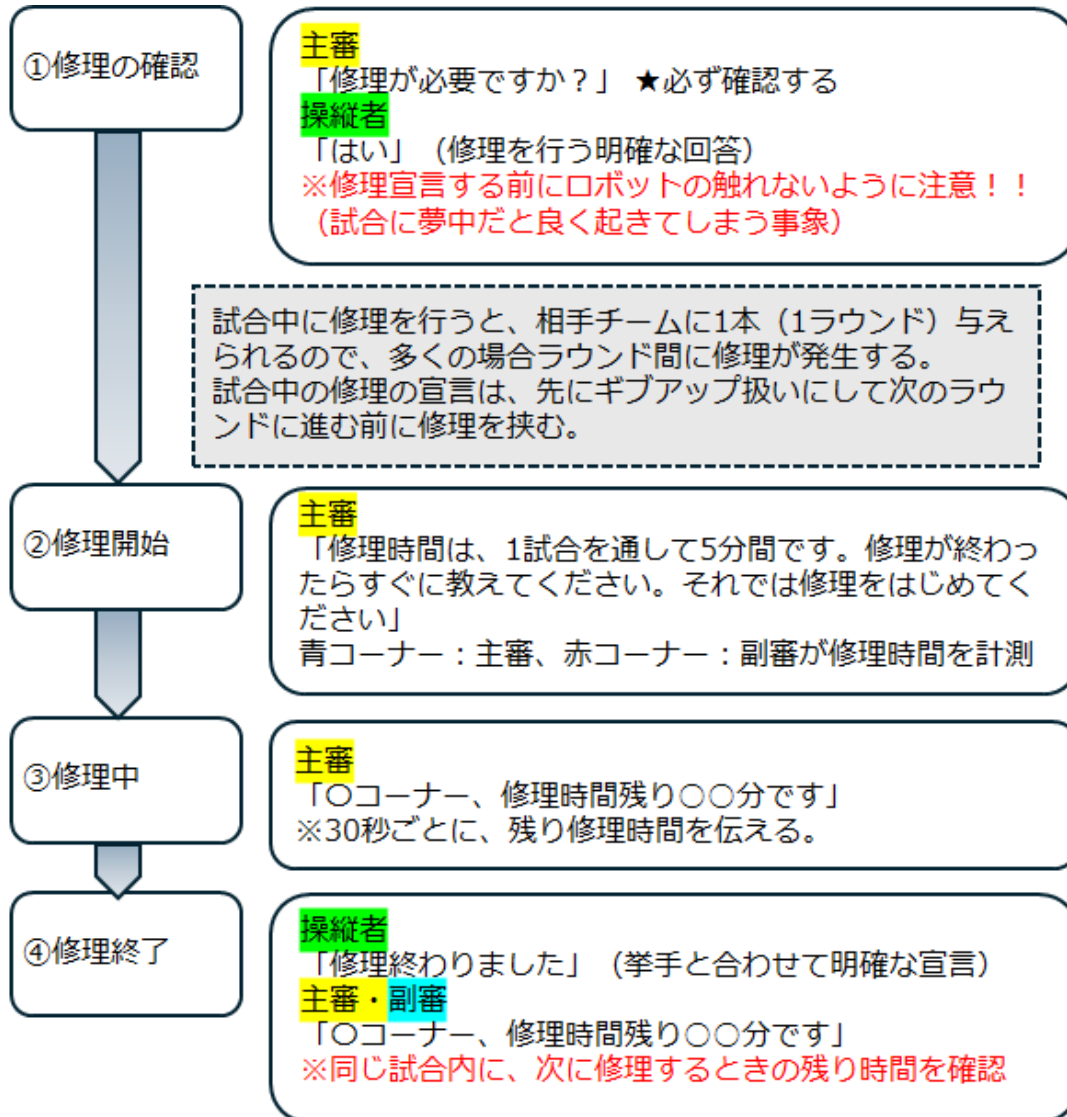 ①修理の確認
主審
「修理が必要ですか？」 ★必ず確認する
操縦者
「はい」（修理を行う明確な回答）
※修理宣言する前にロボットの触れないように注意！！
（試合に夢中だと良く起きてしまう事象）
試合中に修理を行うと、相手チームに1本（1ラウンド）与え
られるので、多くの場合ラウンド間に修理が発生する。
試合中の修理の宣言は、先にギブアップ扱いにして次のラウ
ンドに進む前に修理を挟む。
②修理開始
主審
「修理時間は、1試合を通して5分間です。修理が終わっ
たらすぐに教えてください。それでは修理をはじめてく
ださい」
青コーナー：主審、赤コーナー：副審が修理時間を計測
③修理中
主審
「〇コーナー、修理時間残り○○分です」
※30秒ごとに、残り修理時間を伝える。
④修理終了
操縦者
「修理終わりました」（挙手と合わせて明確な宣言）
主審・副審
「〇コーナー、修理時間残り○○分です」
※同じ試合内に、次に修理するときの残り時間を確認